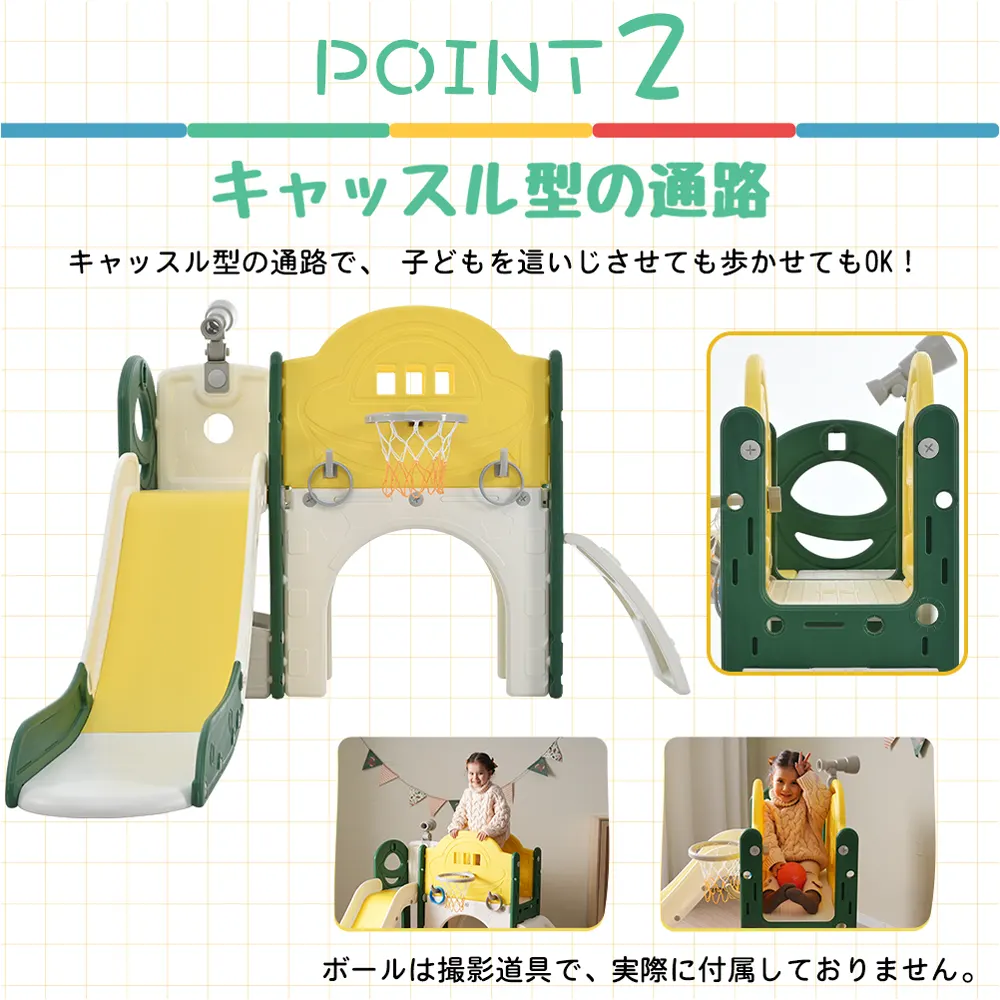 POINT 2
キャッスル型の通路
キャッスル型の通路で、 子どもを這いじさせても歩かせてもOK！
ボールは撮影道具で、実際に付属しておりません。